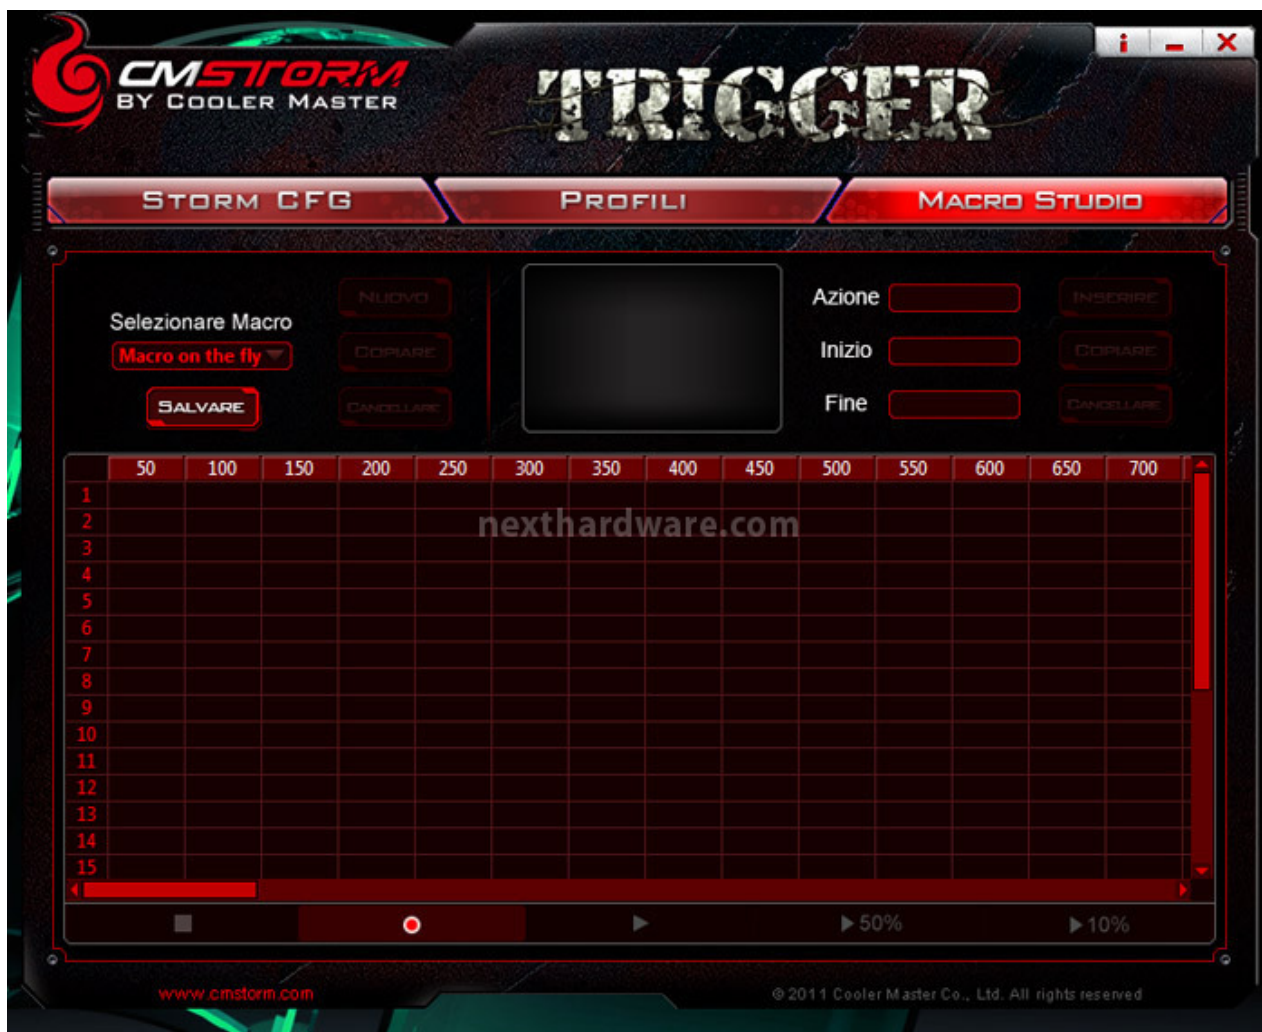 CMSTORM
BY COOLER MASTER
TRIGGER
i
STORM CFG
PROFILI
MACRO STUDIO
Selezionare Macro
Macro on the fly
SALVARE
NUOVO
COPIARE
CANCELLARE
Azione
Inizio
Fine
INSERIRE
COPIARE
CANCELLARE
50 100 150 200 250 300 350 400 450 500 550 600 650 700
1
2
nexthardware.com
3
4
5
6
7
8
9
10
11
12
13
14
15
50%
10%
www.cmstorm.com
© 2011 Cooler Master Co., Ltd. All rights reserved